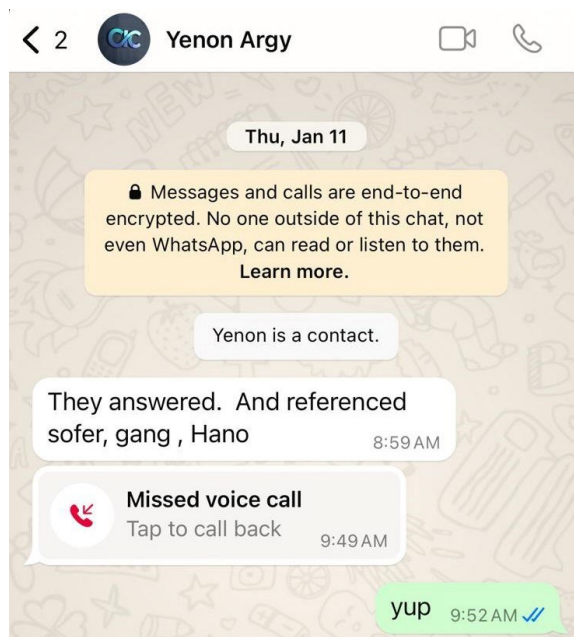 2
CIC
Yenon Argy
Thu, Jan 11
Messages and calls are end-to-end
encrypted. No one outside of this chat, not
even WhatsApp, can read or listen to them.
Learn more.
Yenon is a contact.
They answered.  And referenced
sofer, gang , Hano
8:59 AM
Missed voice call
Tap to call back
9:49 AM
yup
9:52 AM